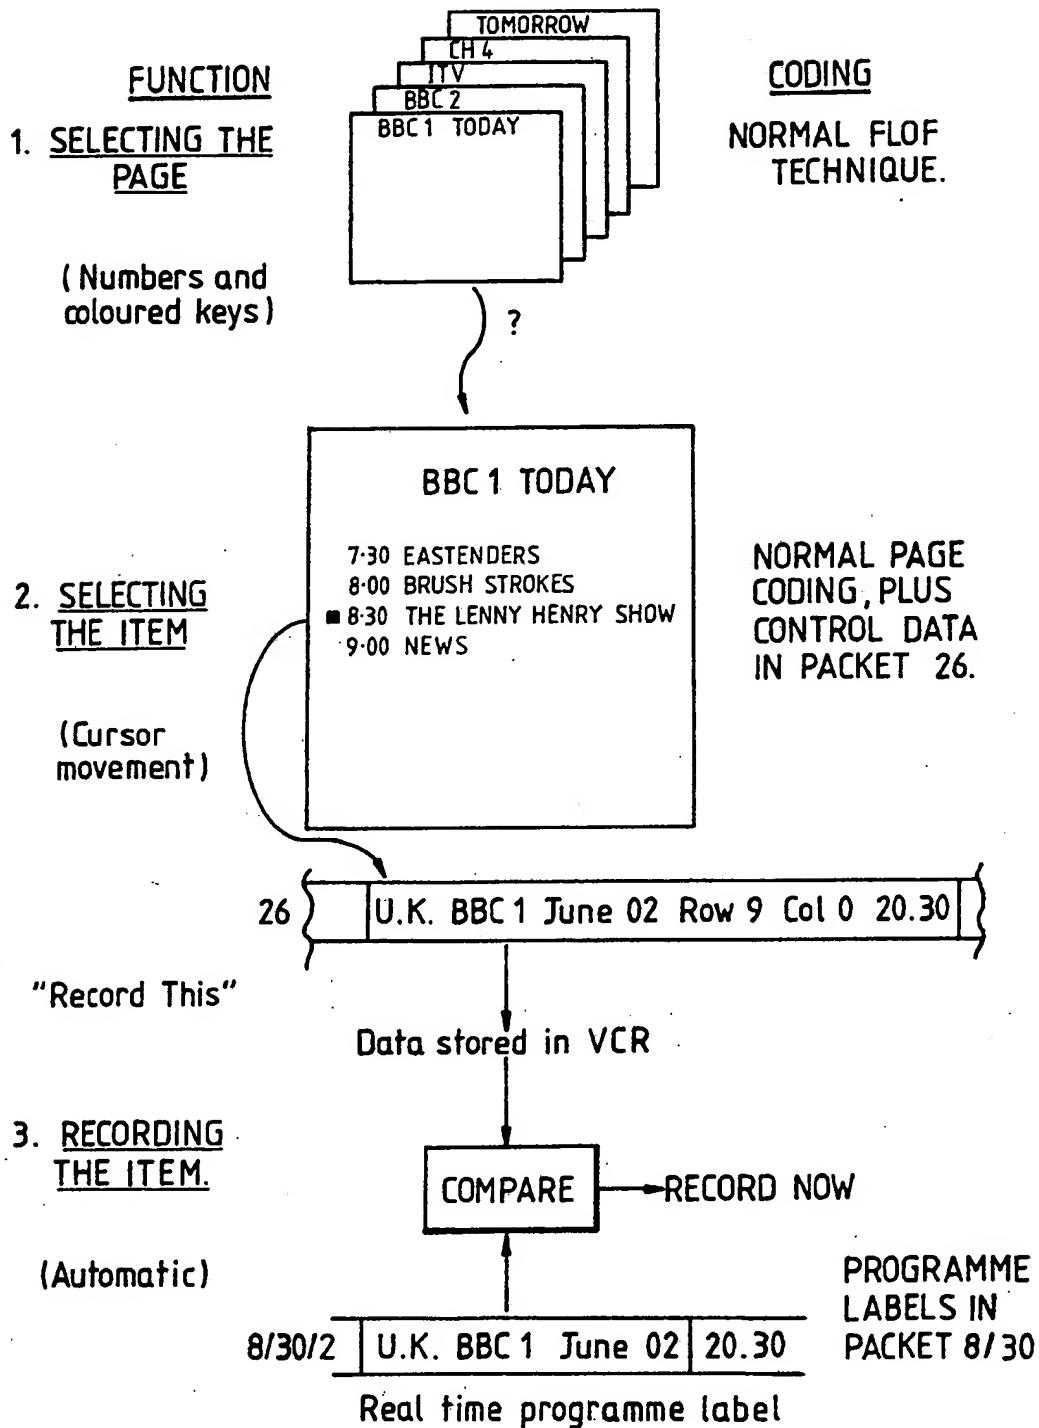 TOMORROW
CH 4
ITV
BBC 2
BBC 1 TODAY
FUNCTION
CODING
1. SELECTING THE
PAGE
NORMAL FLOF
TECHNIQUE.
(Numbers and
coloured keys)
?
BBC 1 TODAY
7·30 EASTENDERS
8·00 BRUSH STROKES
8·30 THE LENNY HENRY SHOW
9·00 NEWS
2. SELECTING
THE ITEM
NORMAL PAGE
CODING, PLUS
CONTROL DATA
IN PACKET 26.
(Cursor
movement)
26 U.K. BBC 1 June 02 Row 9 Col 0 20.30
"Record This"
Data stored in VCR
3. RECORDING
THE ITEM.
COMPARE
RECORD NOW
(Automatic)
PROGRAMME
LABELS IN
PACKET 8/30
8/30/2 U.K. BBC 1 June 02 20.30
Real time programme label